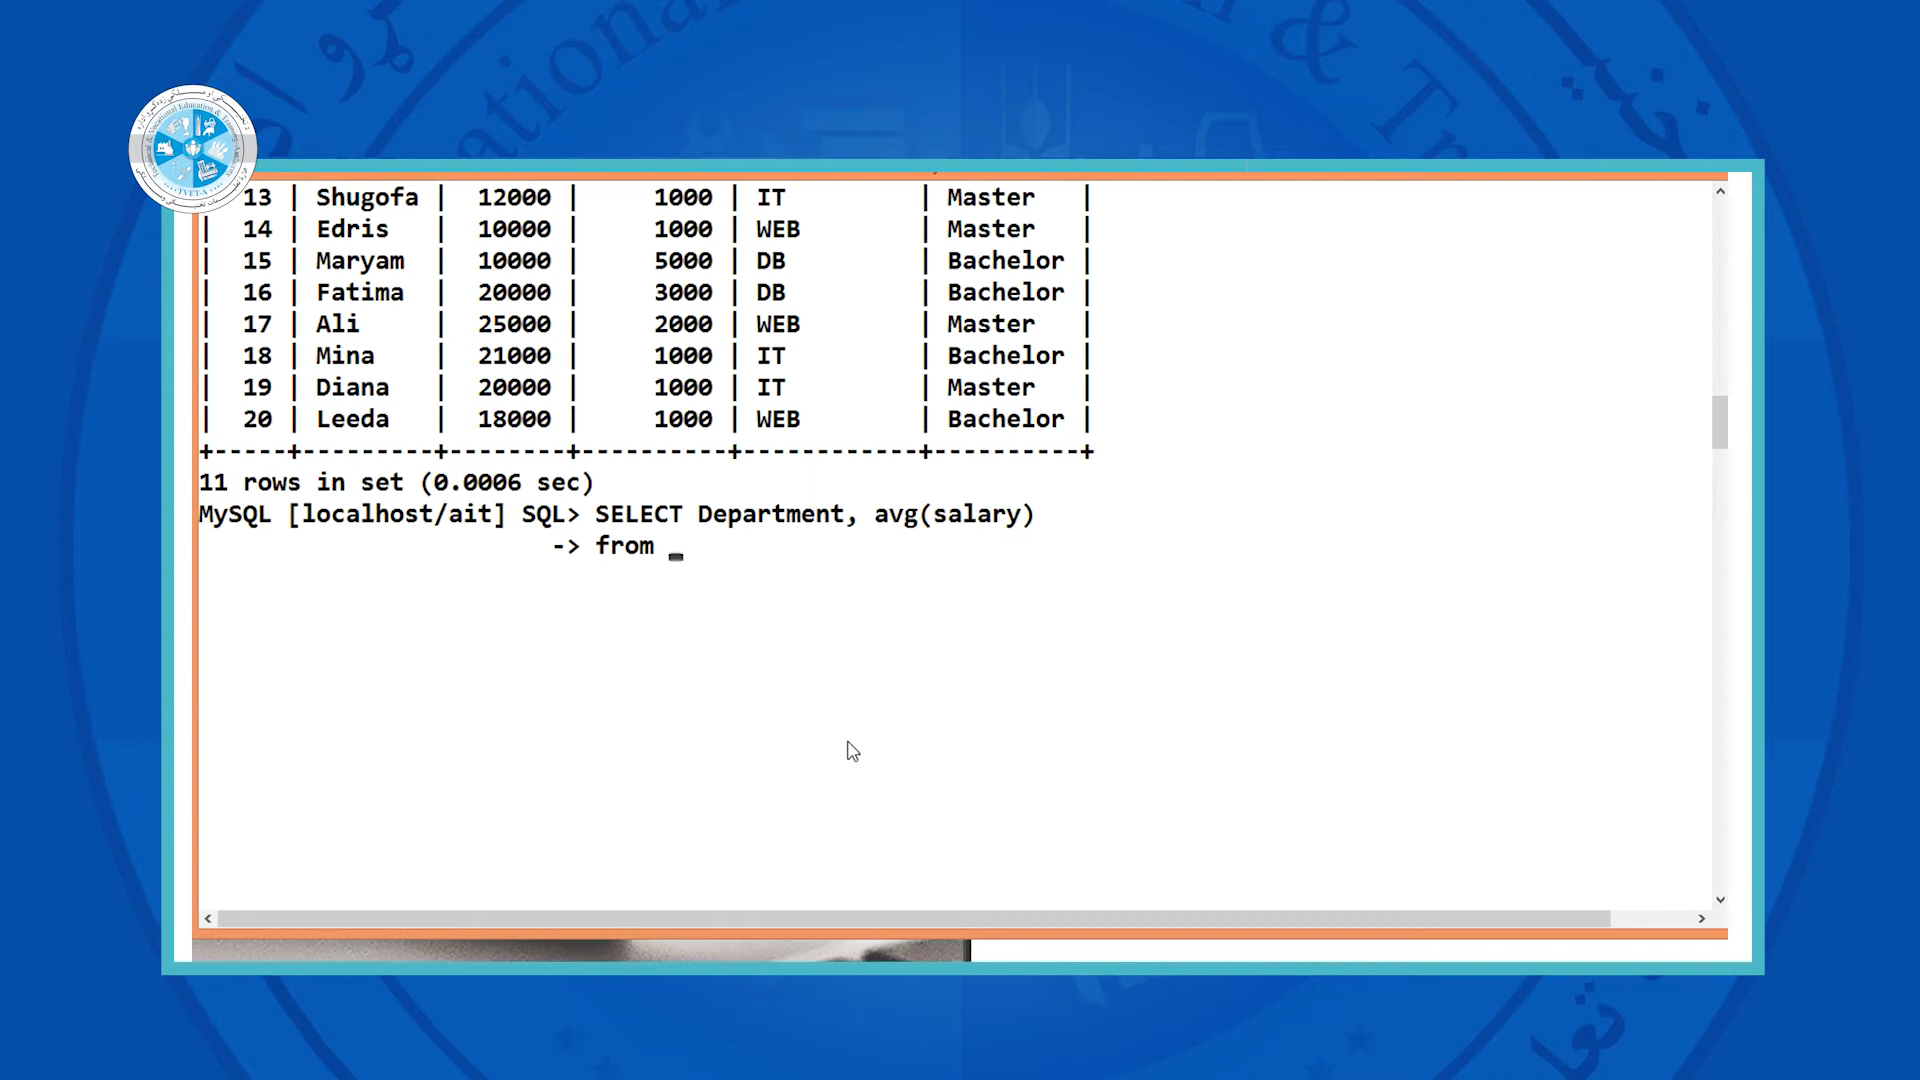 ational
n & Tr
| 13 | Shugofa | 12000 | 1000 | IT | Master |
| 14 | Edris | 10000 | 1000 | WEB | Master |
| 15 | Maryam | 10000 | 5000 | DB | Bachelor |
| 16 | Fatima | 20000 | 3000 | DB | Bachelor |
| 17 | Ali | 25000 | 2000 | WEB | Master |
| 18 | Mina | 21000 | 1000 | IT | Bachelor |
| 19 | Diana | 20000 | 1000 | IT | Master |
| 20 | Leeda | 18000 | 1000 | WEB | Bachelor |
+-----+---------+--------+----------+------------+----------+
11 rows in set (0.0006 sec)
MySQL [localhost/ait] SQL> SELECT Department, avg(salary)
-> from _
TVET-A